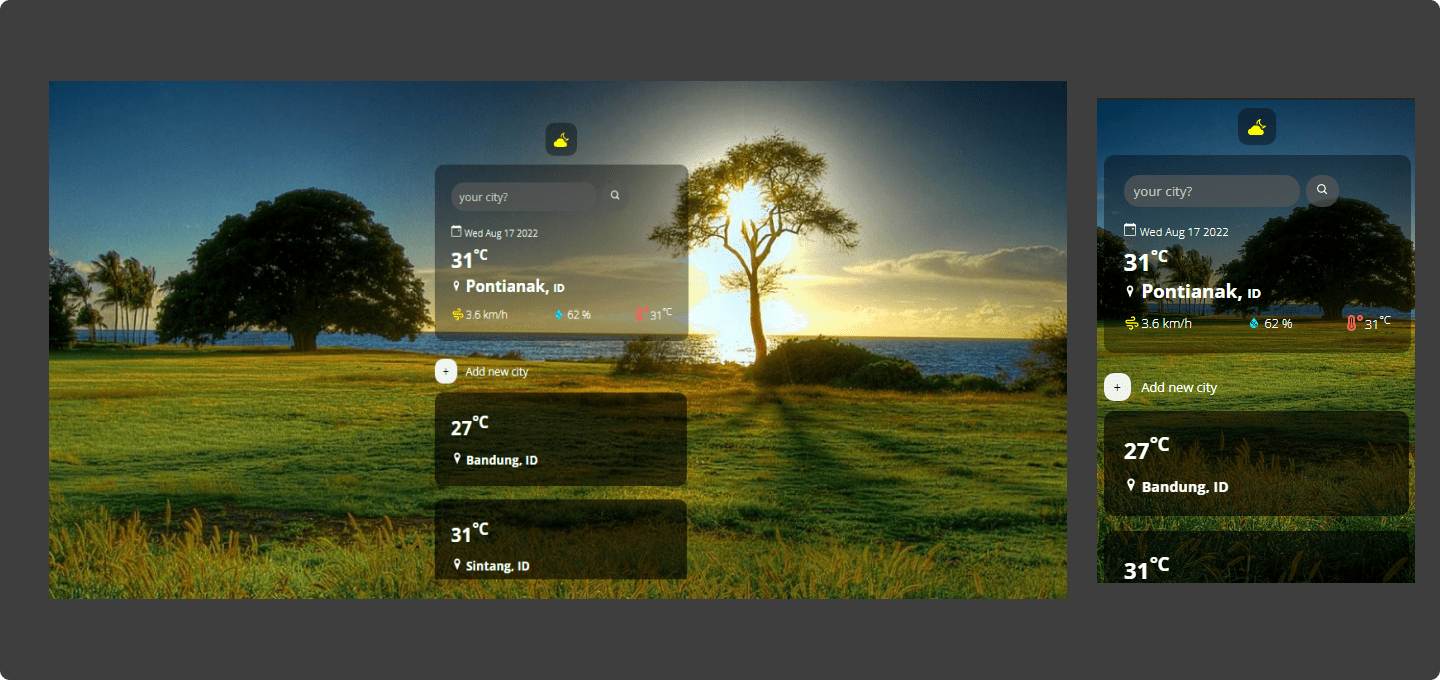 your city?
Wed Aug 17 2022
31°C
Pontianak, ID
3.6 km/h 62 % 31°C
+ Add new city
27°C
Bandung, ID
31°C
Sintang, ID
your city?
Wed Aug 17 2022
31°C
Pontianak, ID
3.6 km/h 62 % 31°C
+ Add new city
27°C
Bandung, ID
31°C